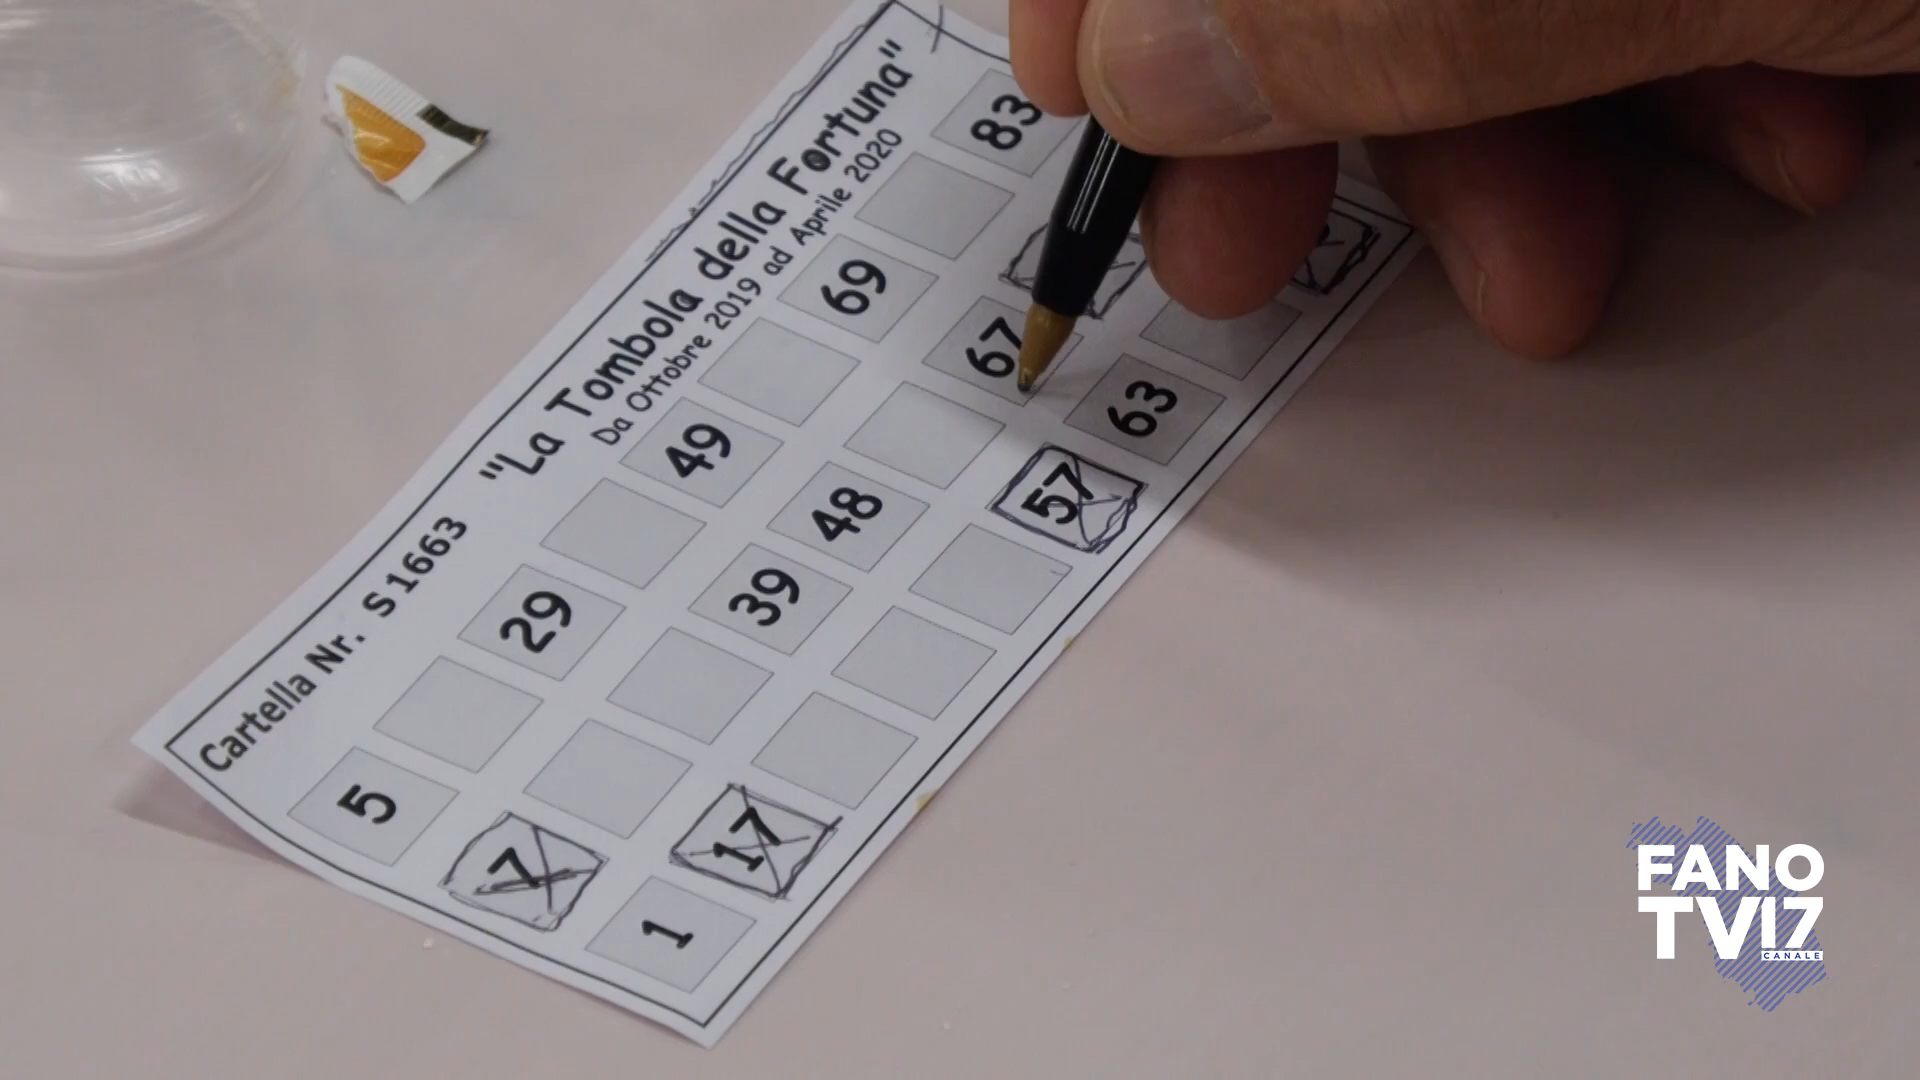 "La Tombola della Fortuna"
Cartella Nr. S 1663
Da Ottobre 2019 ad Aprile 2020
5 29 49 69 83
7 39 48 67
1 17 57 63
FANO
TV17
CANALE